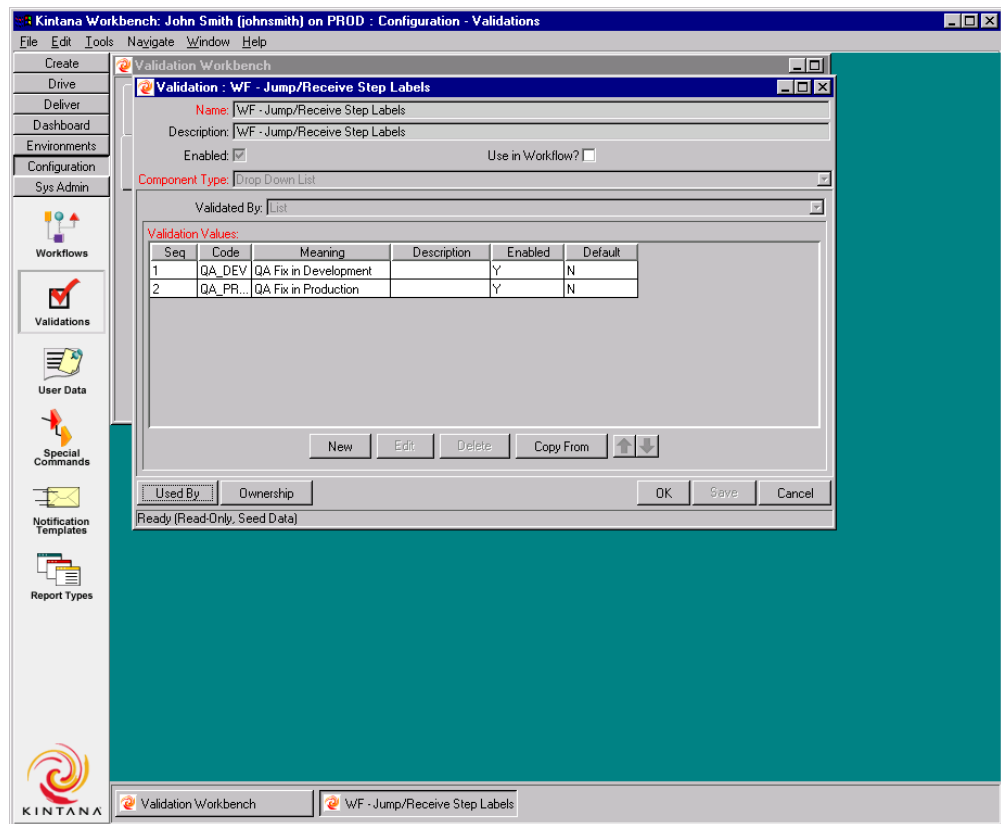 Kintana Workbench: John Smith (johnsmith) on PROD : Configuration - Validations
File Edit Tools Navigate Window Help
Create
Drive
Deliver
Dashboard
Environments
Configuration
Sys Admin
Workflows
Validations
User Data
Special
Commands
Notification
Templates
Report Types
KINTANA
Validation Workbench
Validation : WF - Jump/Receive Step Labels
Name: WF - Jump/Receive Step Labels
Description: WF - Jump/Receive Step Labels
Enabled: Use in Workflow?
Component Type: Drop Down List
Validated By: List
Validation Values:
Seq Code Meaning Description Enabled Default
1 QA_DEV QA Fix in Development Y N
2 QA_PR... QA Fix in Production Y N
New Edit Delete Copy From
Used By Ownership OK Save Cancel
Ready (Read-Only, Seed Data)
Validation Workbench WF - Jump/Receive Step Labels